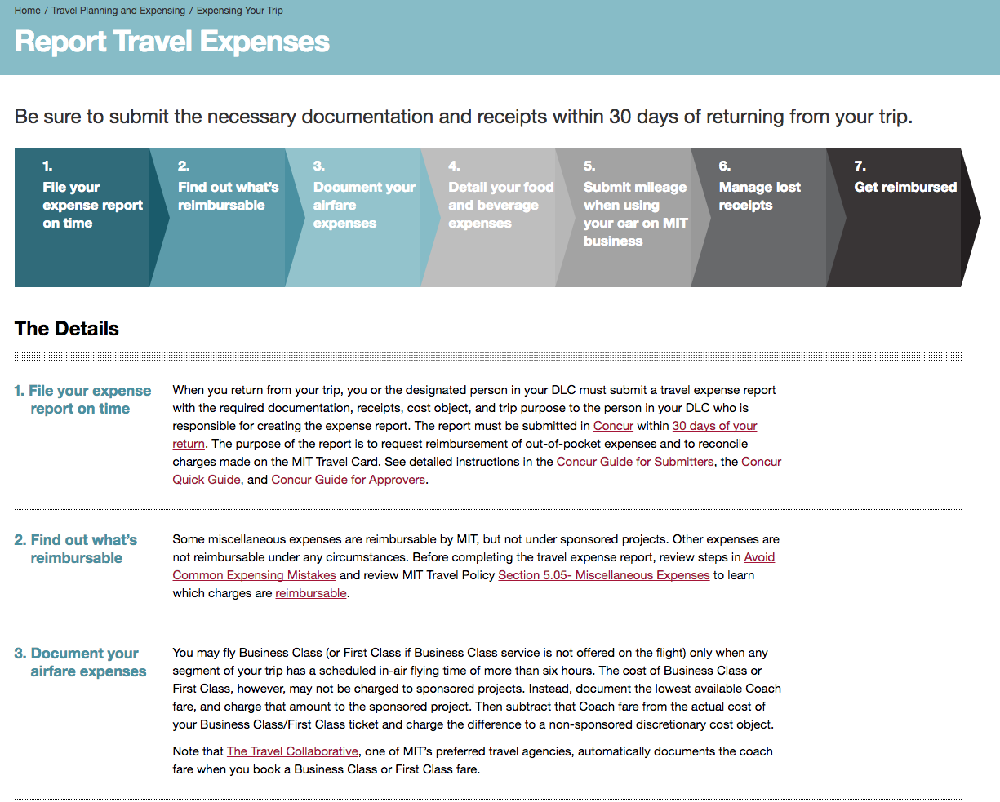 Home / Travel Planning and Expensing / Expensing Your Trip
Report Travel Expenses
Be sure to submit the necessary documentation and receipts within 30 days of returning from your trip.
1.
File your
expense report
on time
2.
Find out what’s
reimbursable
3.
Document your
airfare
expenses
4.
Detail your food
and beverage
expenses
5.
Submit mileage
when using
your car on MIT
business
6.
Manage lost
receipts
7.
Get reimbursed
The Details
1. File your expense
report on time
When you return from your trip, you or the designated person in your DLC must submit a travel expense report
with the required documentation, receipts, cost object, and trip purpose to the person in your DLC who is
responsible for creating the expense report. The report must be submitted in Concur within 30 days of your
return. The purpose of the report is to request reimbursement of out-of-pocket expenses and to reconcile
charges made on the MIT Travel Card. See detailed instructions in the Concur Guide for Submitters, the Concur
Quick Guide, and Concur Guide for Approvers.
2. Find out what’s
reimbursable
Some miscellaneous expenses are reimbursable by MIT, but not under sponsored projects. Other expenses are
not reimbursable under any circumstances. Before completing the travel expense report, review steps in Avoid
Common Expensing Mistakes and review MIT Travel Policy Section 5.05- Miscellaneous Expenses to learn
which charges are reimbursable.
3. Document your
airfare expenses
You may fly Business Class (or First Class if Business Class service is not offered on the flight) only when any
segment of your trip has a scheduled in-air flying time of more than six hours. The cost of Business Class or
First Class, however, may not be charged to sponsored projects. Instead, document the lowest available Coach
fare, and charge that amount to the sponsored project. Then subtract that Coach fare from the actual cost of
your Business Class/First Class ticket and charge the difference to a non-sponsored discretionary cost object.
Note that The Travel Collaborative, one of MIT’s preferred travel agencies, automatically documents the coach
fare when you book a Business Class or First Class fare.